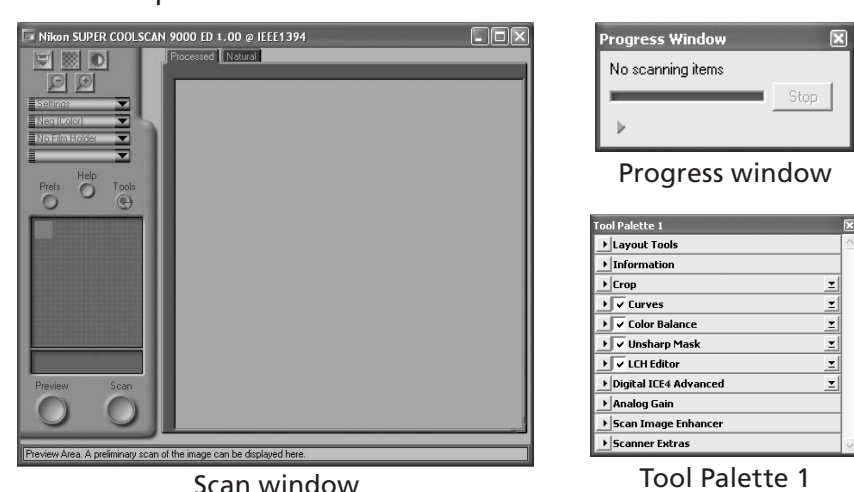 Nikon SUPER COOLSCAN 9000 ED 1.00 @ IEEE1394
Processed Natural
Settings
Neg (Color)
No Film Holder
Prefs Help Tools
Preview Scan
Preview Area. A preliminary scan of the image can be displayed here.
Scan window
Progress Window
No scanning items
Stop
Progress window
Tool Palette 1
Layout Tools
Information
Crop
Curves
Color Balance
Unsharp Mask
LCH Editor
Digital ICE4 Advanced
Analog Gain
Scan Image Enhancer
Scanner Extras
Tool Palette 1